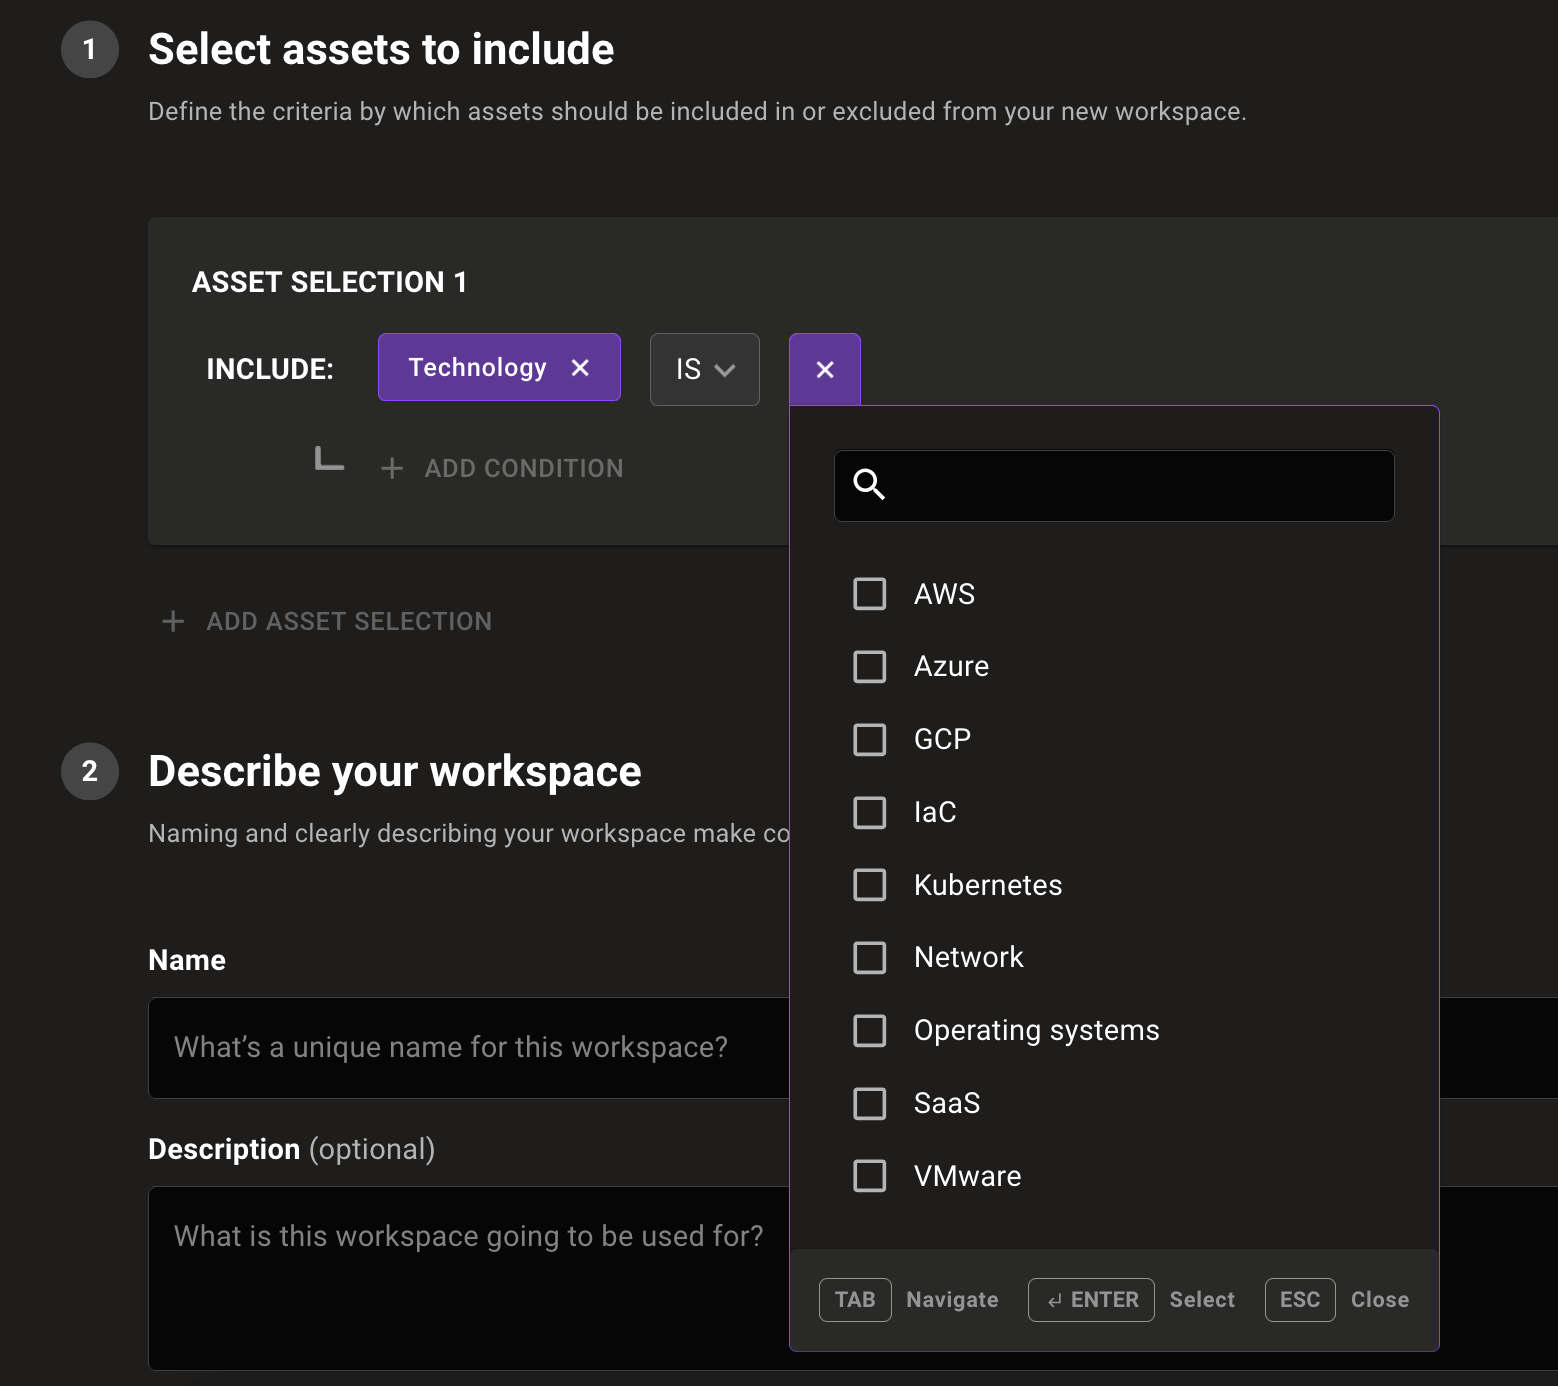 1
Select assets to include
Define the criteria by which assets should be included in or excluded from your new workspace.
ASSET SELECTION 1
INCLUDE: Technology IS
ADD CONDITION
ADD ASSET SELECTION
AWS
Azure
GCP
IaC
Kubernetes
Network
Operating systems
SaaS
VMware
TAB Navigate ENTER Select ESC Close
2
Describe your workspace
Naming and clearly describing your workspace make co
Name
What’s a unique name for this workspace?
Description (optional)
What is this workspace going to be used for?